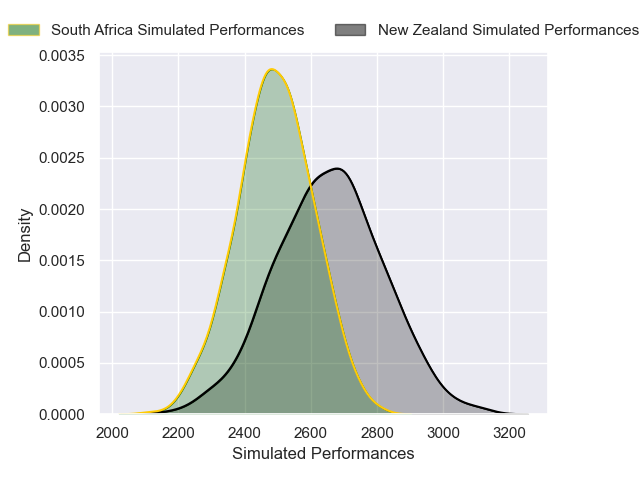 South Africa Simulated Performances
New Zealand Simulated Performances
0.0035
0.0030
0.0025
0.0020
0.0015
0.0010
0.0005
0.0000
Density
2000 2200 2400 2600 2800 3000 3200
Simulated Performances